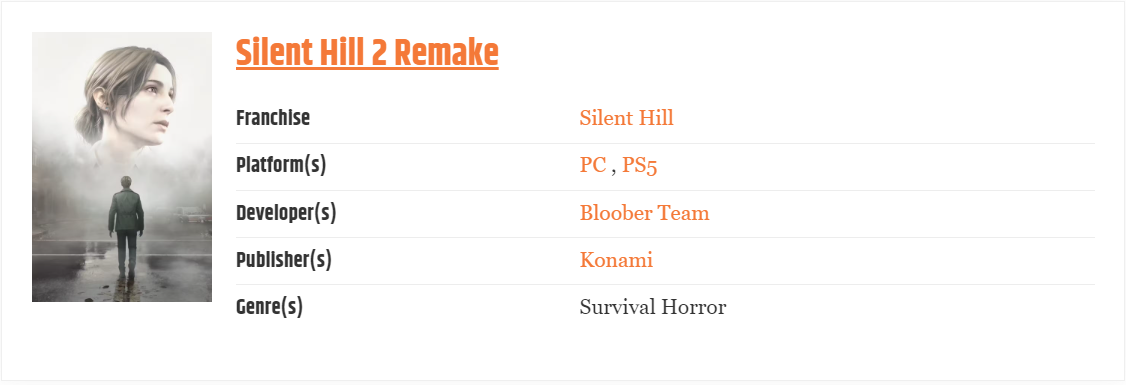 Silent Hill 2 Remake
Franchise Silent Hill
Platform(s) PC , PS5
Developer(s) Bloober Team
Publisher(s) Konami
Genre(s) Survival Horror